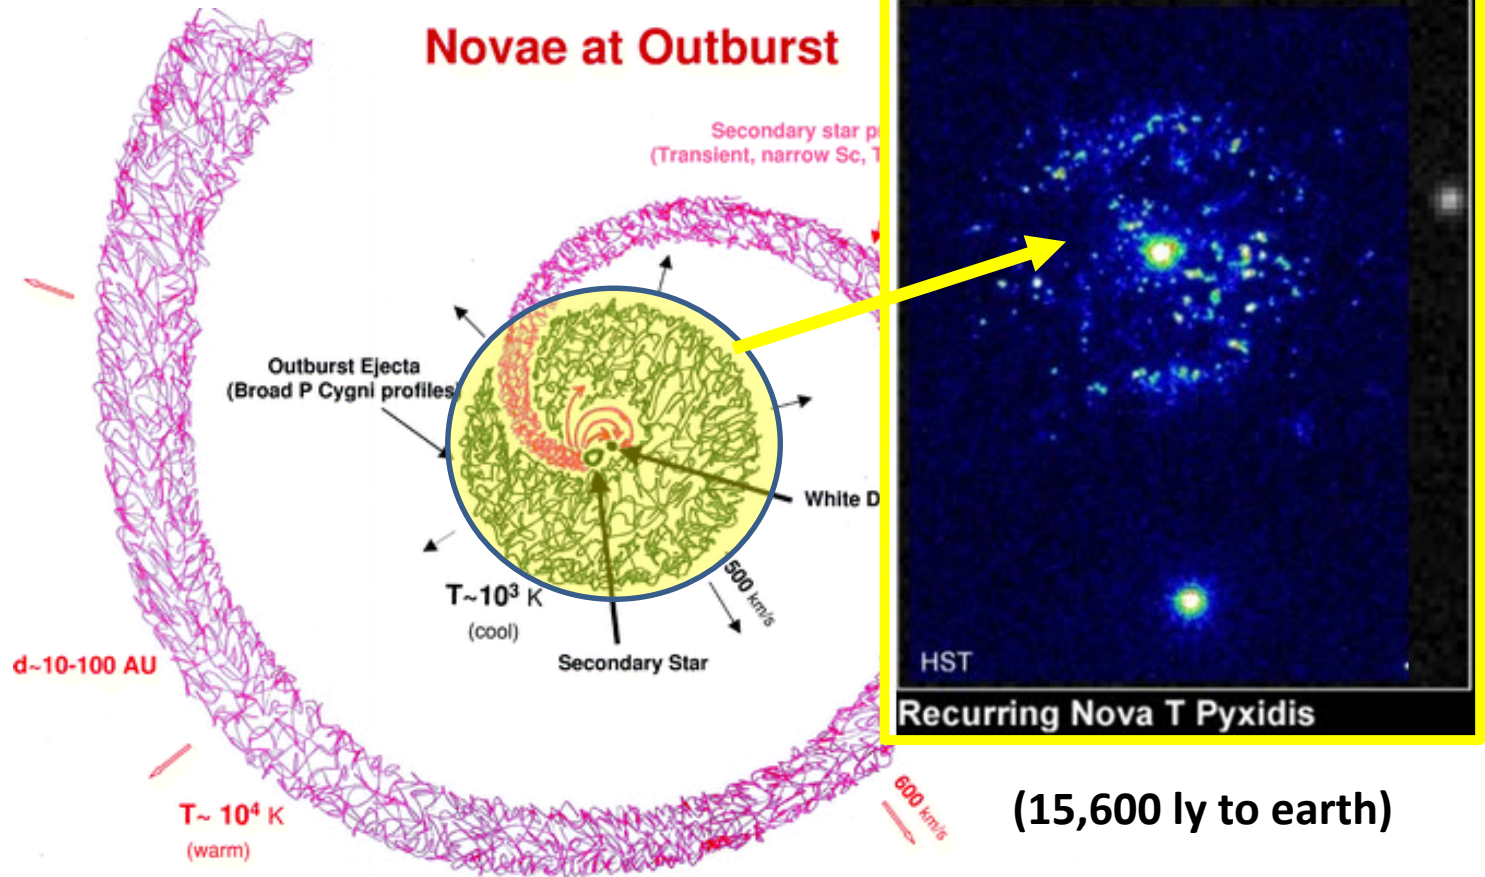 Novae at Outburst
Secondary star p
(Transient, narrow Sc, T
Outburst Ejecta
(Broad P Cygni profiles)
White D
500 km/s
T~10³ K
(cool)
Secondary Star
d~10-100 AU
T~ 10⁴ K
(warm)
600 km/s
HST
Recurring Nova T Pyxidis
(15,600 ly to earth)